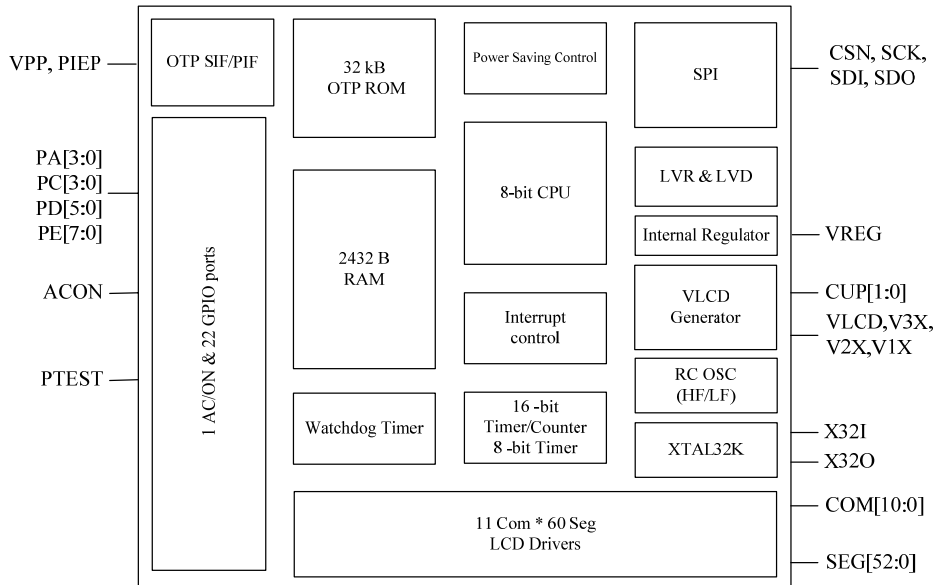 VPP, PIEP
PA[3:0]
PC[3:0]
PD[5:0]
PE[7:0]
ACON
PTEST
OTP SIF/PIF
1 AC/ON & 22 GPIO ports
32 kB
OTP ROM
2432 B
RAM
Watchdog Timer
Power Saving Control
8-bit CPU
Interrupt
control
16 -bit
Timer/Counter
8 -bit Timer
SPI
LVR & LVD
Internal Regulator
VLCD
Generator
RC OSC
(HF/LF)
XTAL32K
11 Com * 60 Seg
LCD Drivers
CSN, SCK,
SDI, SDO
VREG
CUP[1:0]
VLCD,V3X,
V2X,V1X
X32I
X32O
COM[10:0]
SEG[52:0]